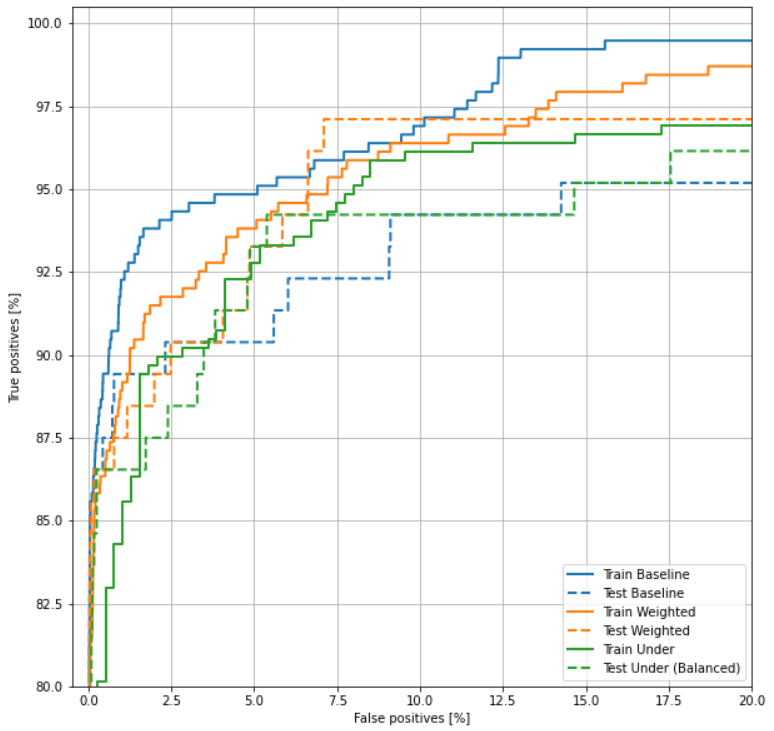 100.0
97.5
95.0
92.5
90.0
87.5
85.0
82.5
80.0
True positives [%]
Train Baseline
Test Baseline
Train Weighted
Test Weighted
Train Under
Test Under (Balanced)
0.0 2.5 5.0 7.5 10.0 12.5 15.0 17.5 20.0
False positives [%]